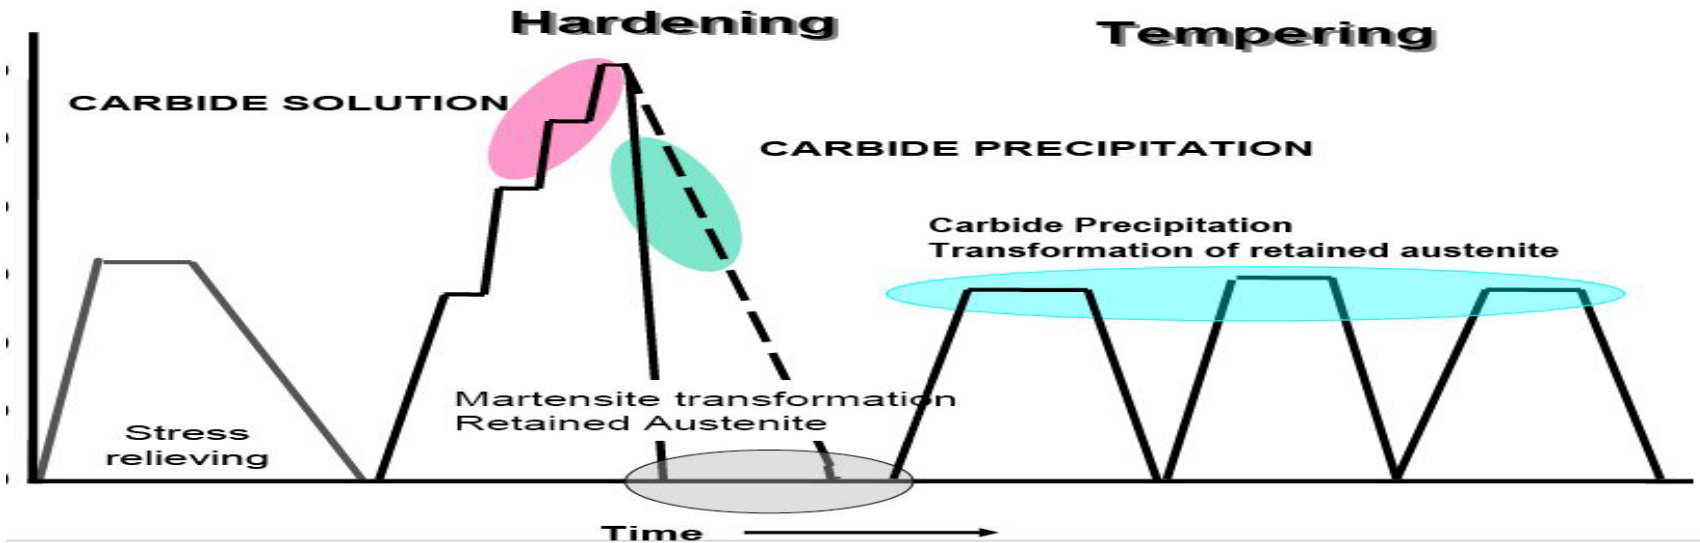 Hardening
Tempering
CARBIDE SOLUTION
CARBIDE PRECIPITATION
Carbide Precipitation
Transformation of retained austenite
Martensite transformation
Retained Austenite
Stress
relieving
Time